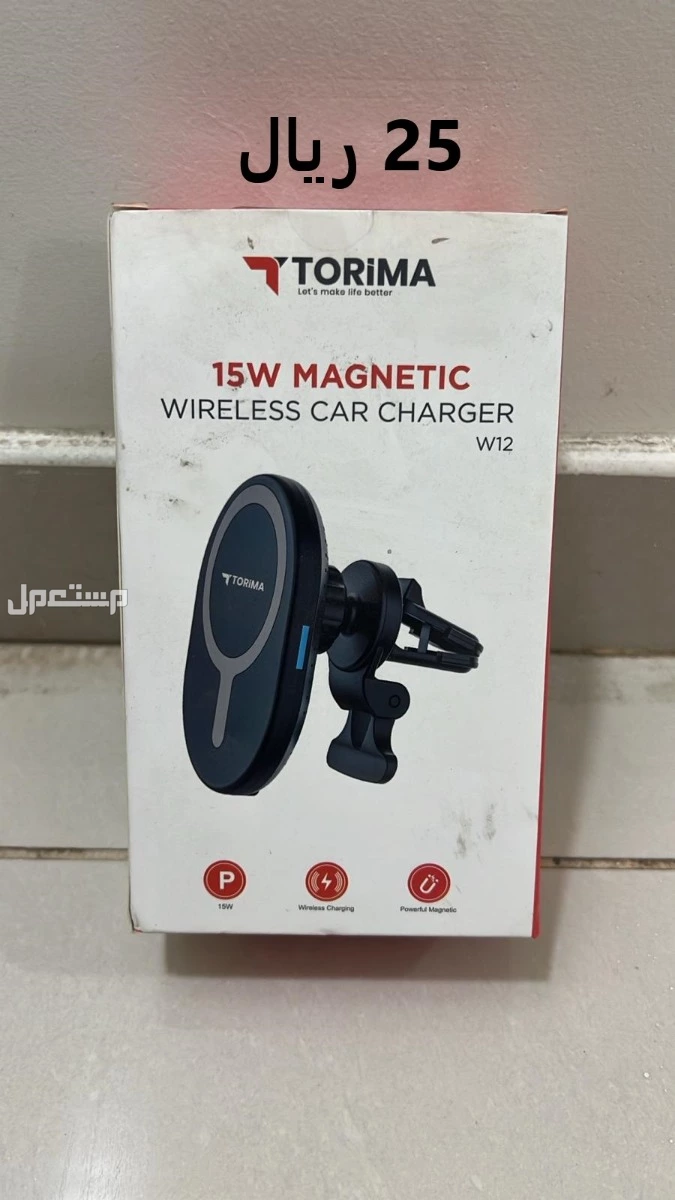 25 ريال
TORiMA
Let's make life better
15W MAGNETIC
WIRELESS CAR CHARGER
W12
TORiMA
مستعمل
P
15W
Wireless Charging
Powerful Magnetic